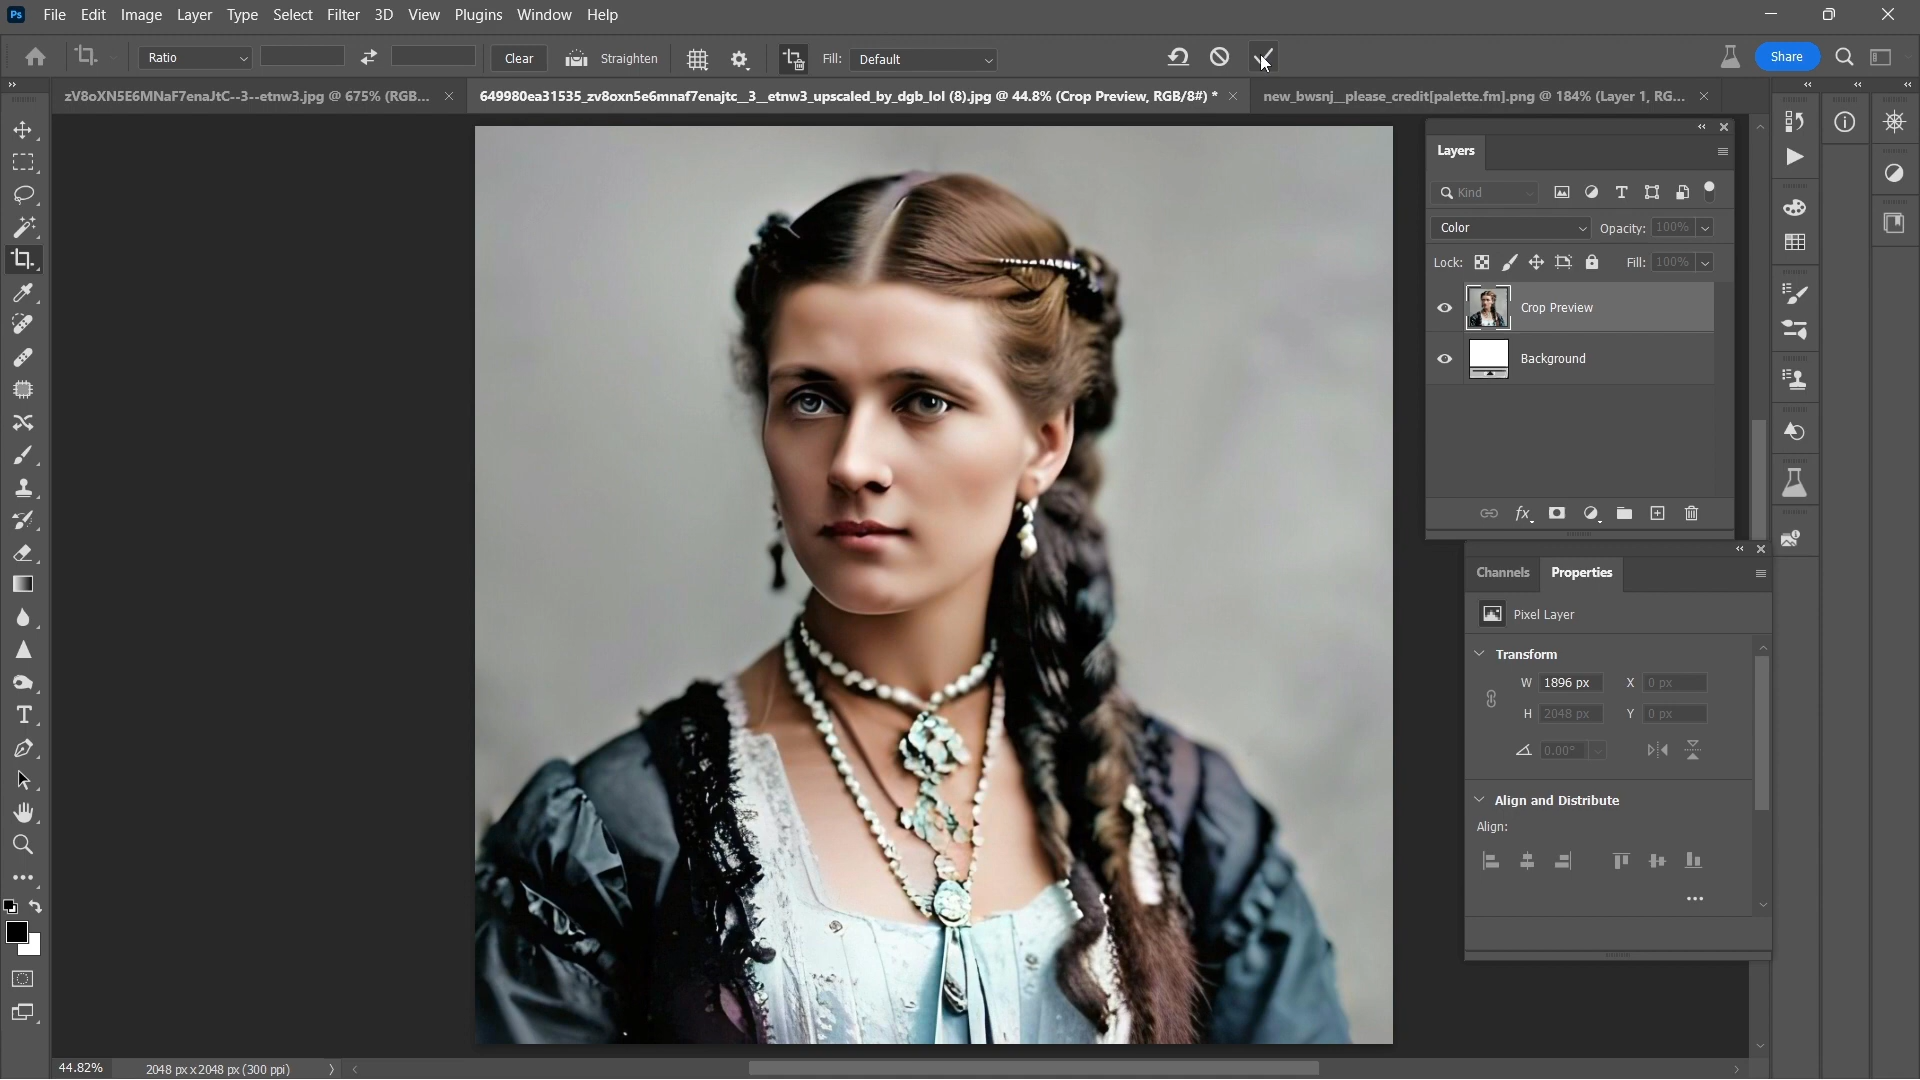 Ps File Edit Image Layer Type Select Filter 3D View Plugins Window Help
Ratio Clear Straighten Fill: Default Share
zV8oXN5E6MNaF7enaJtC--3--etnw3.jpg @ 675% (RGB... 649980ea31535_zv8oxn5e6mnaf7enajtc__3__etnw3_upscaled_by_dgb_lol (8).jpg @ 44.8% (Crop Preview, RGB/8#) * new_bwsnj__please_credit[palette.fm].png @ 184% (Layer 1, RG...
Layers
Kind
Color Opacity: 100%
Lock: Fill: 100%
Crop Preview
Background
fx
Channels Properties
Pixel Layer
Transform
W 1896 px X 0 px
H 2048 px Y 0 px
0.00°
Align and Distribute
Align:
44.82% 2048 px x 2048 px (300 ppi)